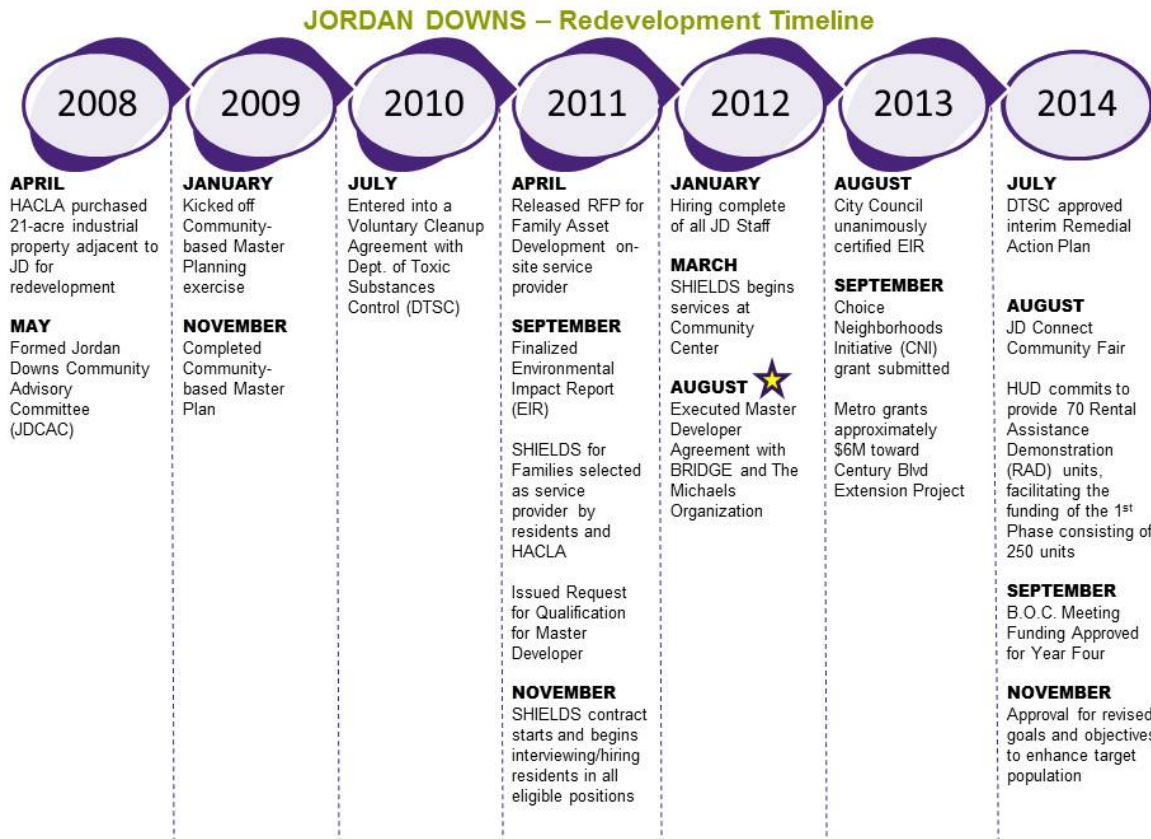 JORDAN DOWNS – Redevelopment Timeline
2008
APRIL
HACLA purchased
21-acre industrial
property adjacent to
JD for
redevelopment
MAY
Formed Jordan
Downs Community
Advisory
Committee
(JDCAC)
2009
JANUARY
Kicked off
Community-
based Master
Planning
exercise
NOVEMBER
Completed
Community-
based Master
Plan
2010
JULY
Entered into a
Voluntary Cleanup
Agreement with
Dept. of Toxic
Substances
Control (DTSC)
2011
APRIL
Released RFP for
Family Asset
Development on-
site service
provider
SEPTEMBER
Finalized
Environmental
Impact Report
(EIR)
SHIELDS for
Families selected
as service
provider by
residents and
HACLA
Issued Request
for Qualification
for Master
Developer
NOVEMBER
SHIELDS contract
starts and begins
interviewing/hiring
residents in all
eligible positions
2012
JANUARY
Hiring complete
of all JD Staff
MARCH
SHIELDS begins
services at
Community
Center
AUGUST
Executed Master
Developer
Agreement with
BRIDGE and The
Michaels
Organization
2013
AUGUST
City Council
unanimously
certified EIR
SEPTEMBER
Choice
Neighborhoods
Initiative (CNI)
grant submitted
Metro grants
approximately
$6M toward
Century Blvd
Extension Project
2014
JULY
DTSC approved
interim Remedial
Action Plan
AUGUST
JD Connect
Community Fair
HUD commits to
provide 70 Rental
Assistance
Demonstration
(RAD) units,
facilitating the
funding of the 1st
Phase consisting of
250 units
SEPTEMBER
B.O.C. Meeting
Funding Approved
for Year Four
NOVEMBER
Approval for revised
goals and objectives
to enhance target
population